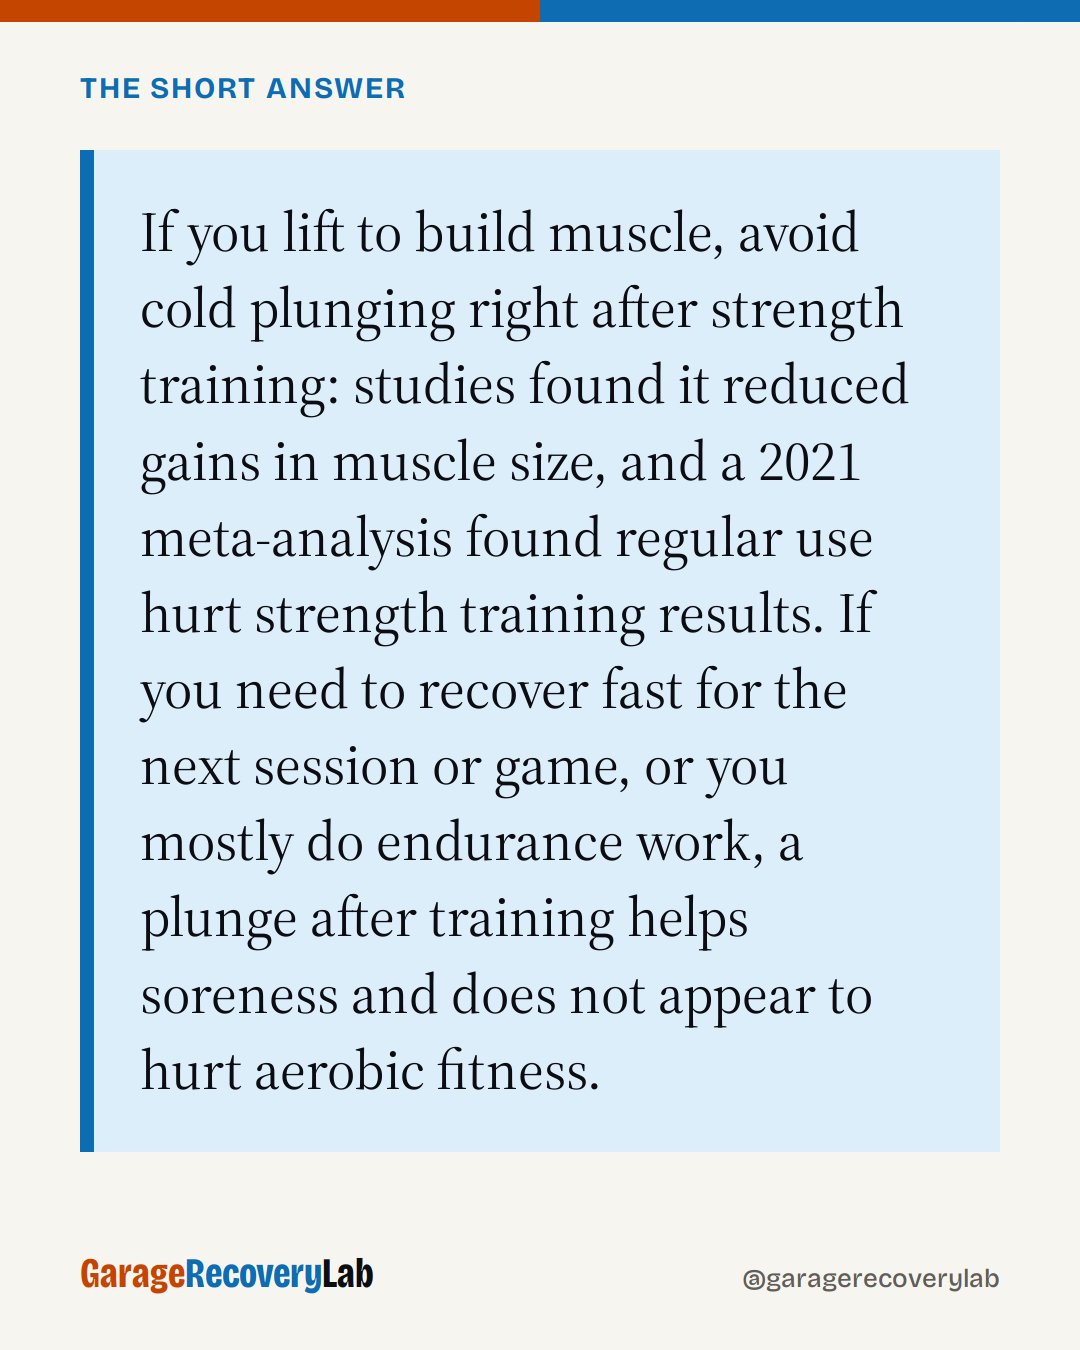 THE SHORT ANSWER
If you lift to build muscle, avoid
cold plunging right after strength
training: studies found it reduced
gains in muscle size, and a 2021
meta-analysis found regular use
hurt strength training results. If
you need to recover fast for the
next session or game, or you
mostly do endurance work, a
plunge after training helps
soreness and does not appear to
hurt aerobic fitness.
GarageRecoveryLab
@garagerecoverylab